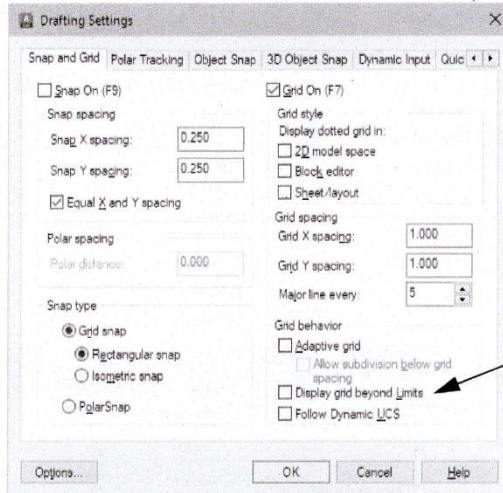 Drafting Settings
Snap and Grid Polar Tracking Object Snap 3D Object Snap Dynamic Input Quic
Snap On (F9)
Snap spacing
Snap X spacing: 0.250
Snap Y spacing: 0.250
Equal X and Y spacing
Polar spacing
Polar distance: 0.000
Snap type
Grid snap
Rectangular snap
Isometric snap
PolarSnap
Grid On (F7)
Grid style
Display dotted grid in:
2D model space
Block editor
Sheet/layout
Grid spacing
Grid X spacing: 1.000
Grid Y spacing: 1.000
Major line every: 5
Grid behavior
Adaptive grid
Allow subdivision below grid
spacing
Display grid beyond Limits
Follow Dynamic UCS
Options... OK Cancel Help